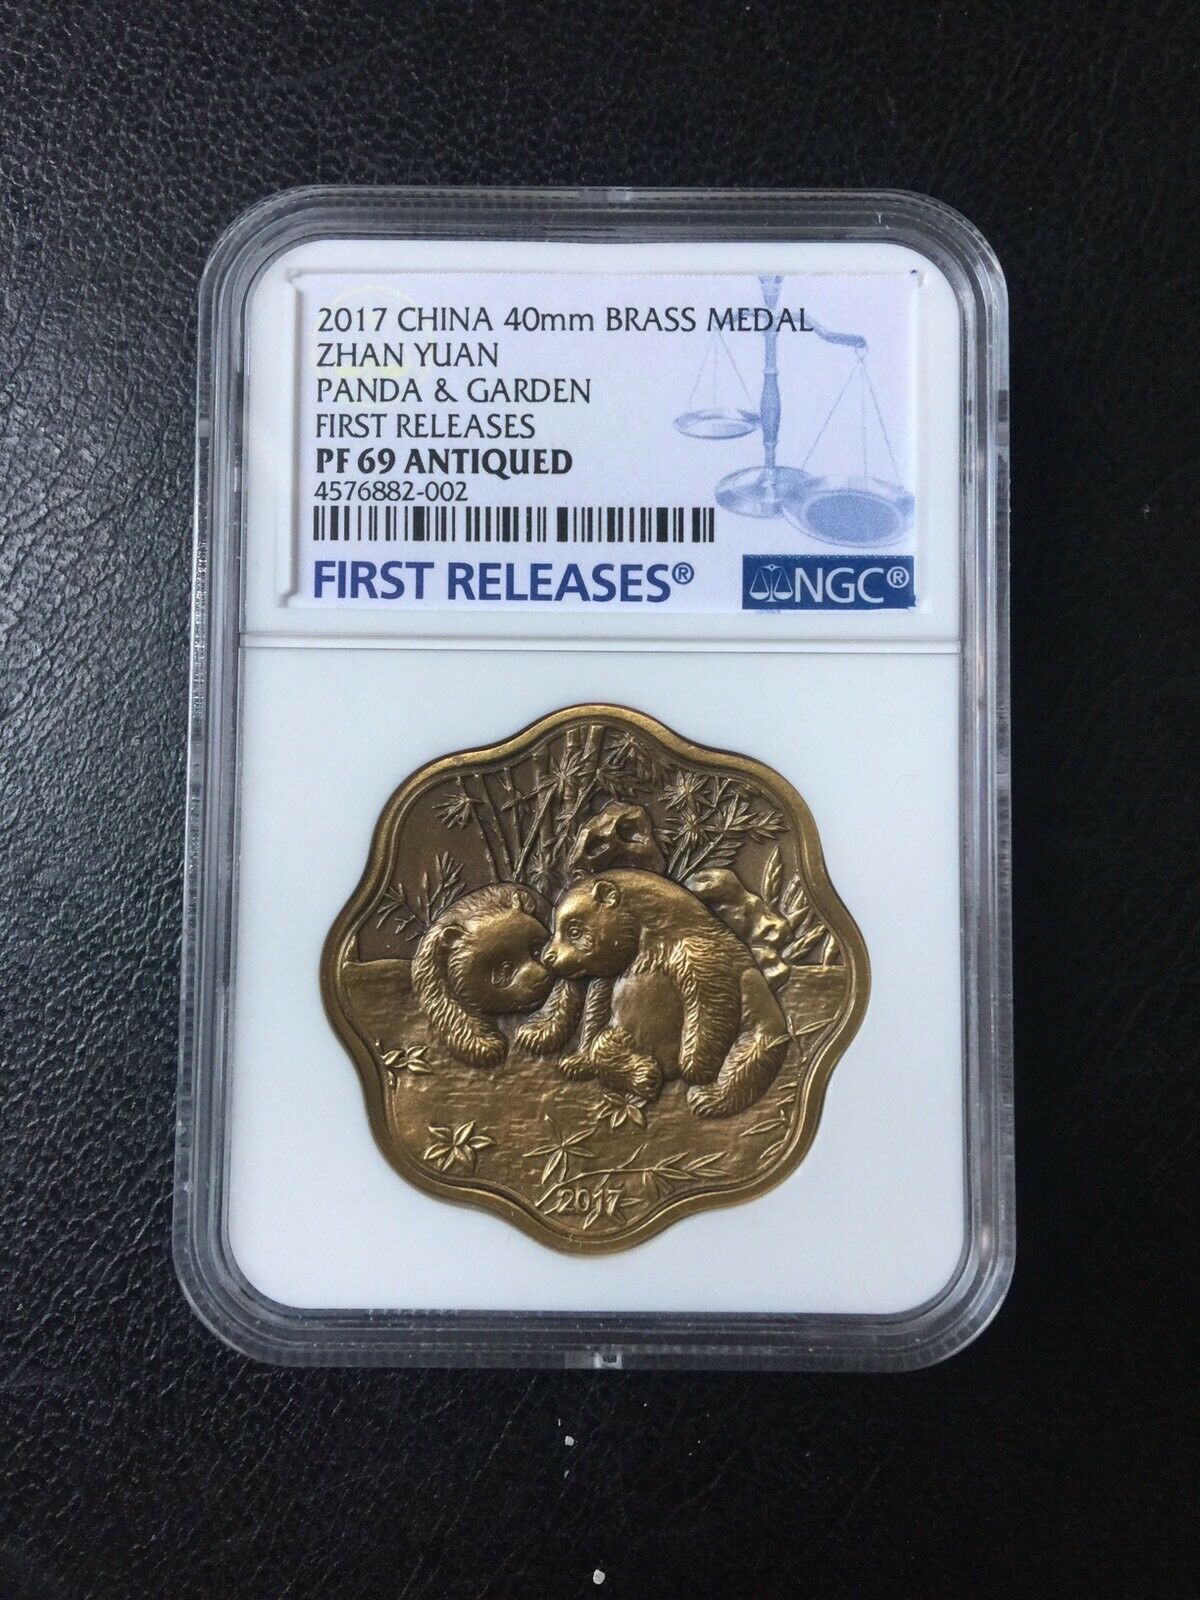 2017 CHINA 40mm BRASS MEDAL
ZHAN YUAN
PANDA & GARDEN
FIRST RELEASES
PF 69 ANTIQUED
4576882-002
FIRST RELEASES®
NGC®
2017